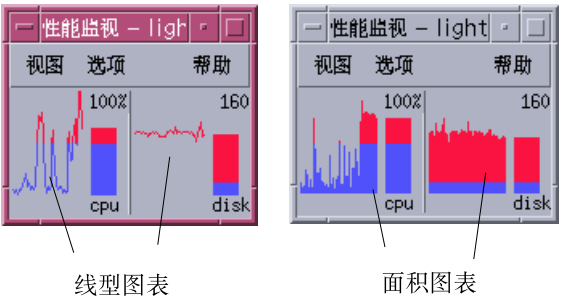 性能监视 – ligh
视图 选项 帮助
100% 160
cpu disk
线型图表
性能监视 – light
视图 选项 帮助
100% 160
cpu disk
面积图表